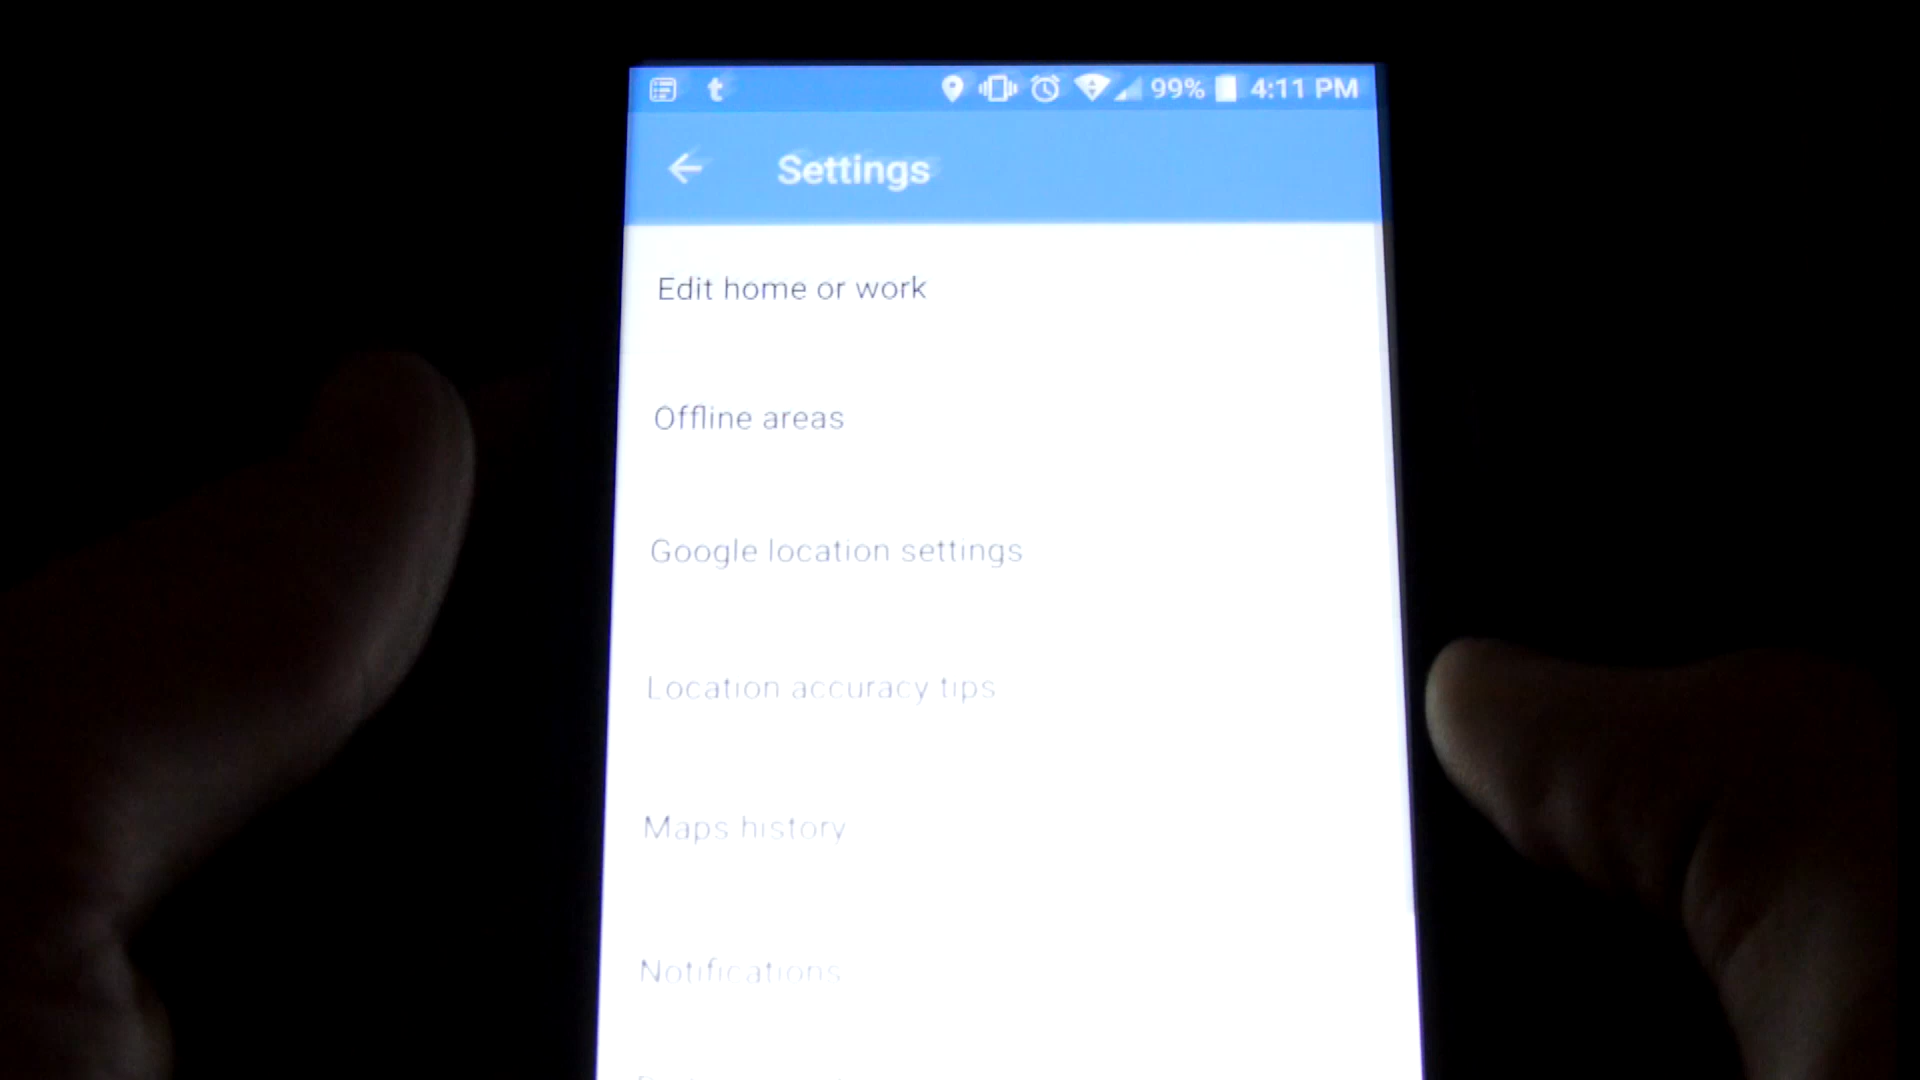 t 99% 4:11 PM
Settings
Edit home or work
Offline areas
Google location settings
Location accuracy tips
Maps history
Notifications